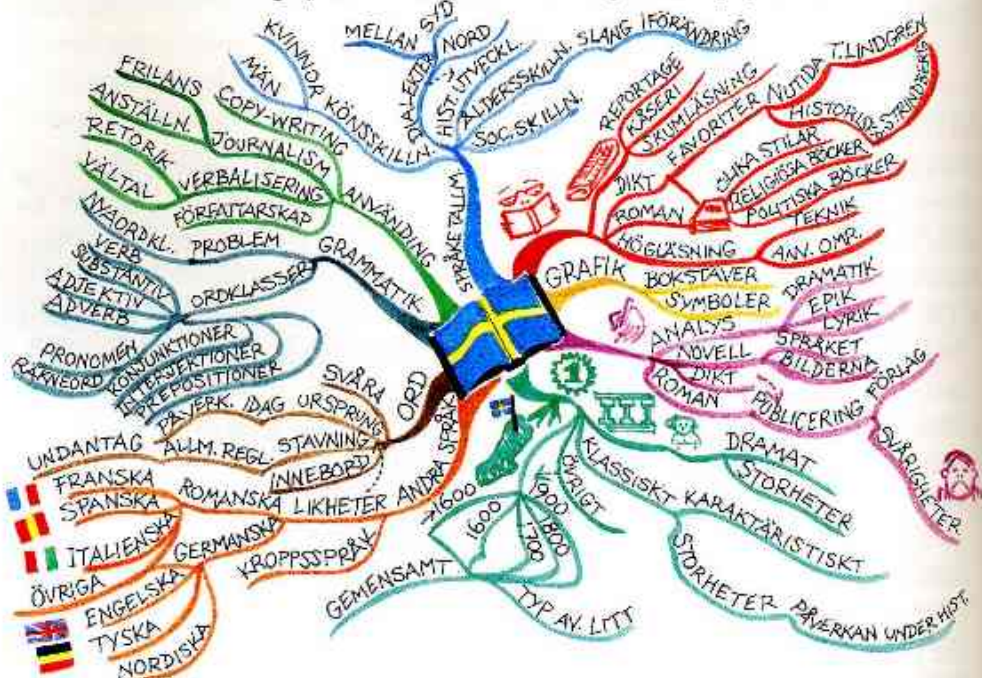 SPRÅKET ALLM.
KÖNSSKILLN.
KVINNOR
MÄN
DIALEKTER
MELLAN
SYD
NORD
HIST. UTVECKL.
ÅLDERSSKILLN.
SLANG I FÖRÄNDRING
SOC. SKILLN.
REPORTAGE
KÅSERI
SKUMLÄSNING
FAVORITER
NUTIDA
T. LINDGREN
HISTORIS
S. STRINDBERG
DIKT
ROMAN
OLIKA STILAR
RELIGIÖSA BÖCKER
POLITISKA BÖCKER
HÖGLÄSNING
TEKNIK
ANV. OMR.
GRAFIK
BOKSTÄVER
SYMBOLER
ANALYS
DRAMATIK
EPIK
LYRIK
NOVELL
SPRÅKET
BILDERNA
DIKT
ROMAN
PUBLICERING
FÖRLAG
SVÅRIGHETER
1
KLASSISKT
DRAMAT
STORHETER
KARAKTÄRISTISKT
STORHETER
PÅVERKAN UNDER HIST.
ÖVRIGT
1900
1800
1700
1600
>1600
GEMENSAMT
TYP AV. LITT
ANDRA SPRÅK
LIKHETER
ROMANSKA
FRANSKA
SPANSKA
ITALIENSKA
ÖVRIGA
GERMANSKA
ENGELSKA
TYSKA
NORDISKA
KROPPSSPRÅK
ORD
STAVNING
SVÅRA
URSPRUNG
IDAG
PÅVERK.
ALLM. REGL.
UNDANTAG
INNEBÖRD
GRAMMATIK
PROBLEM
NYAORDKL.
ORDKLASSER
VERB
SUBSTANTIV
ADJEKTIV
ADVERB
PRONOMEN
RÄKNEORD
KONJUNKTIONER
INTERJEKTIONER
PREPOSITIONER
ANVÄNDING
COPY-WRITING
JOURNALISM
FRILANS
ANSTÄLLN.
VERBALISERING
RETORIK
VÄLTAL
FÖRFATTARSKAP